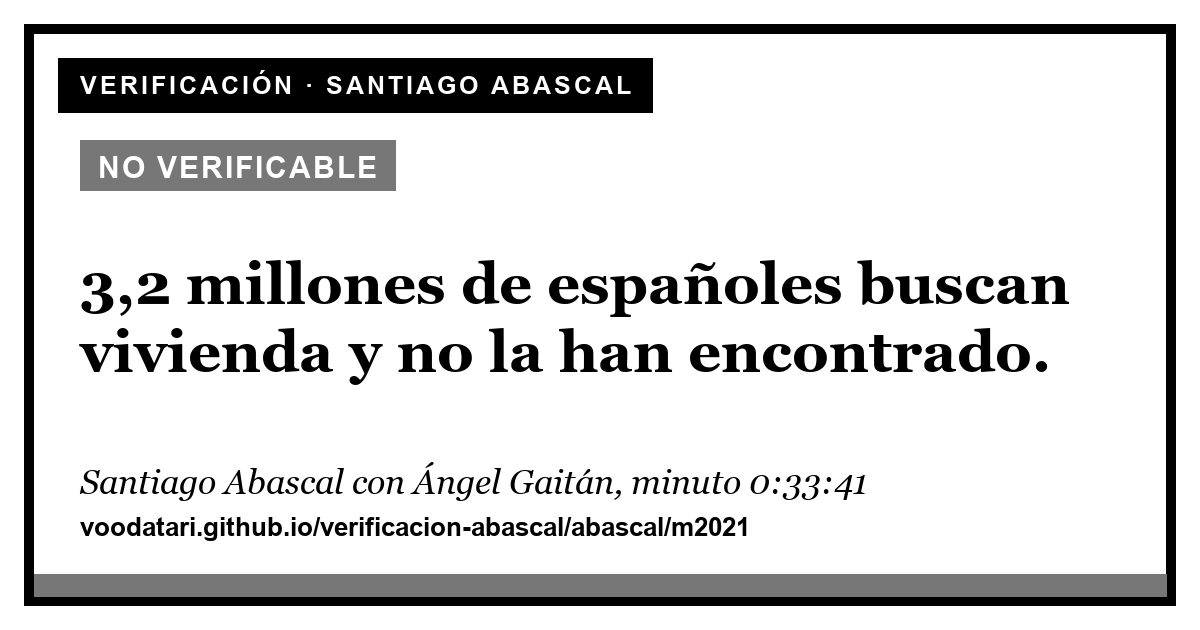 VERIFICACIÓN · SANTIAGO ABASCAL
NO VERIFICABLE
3,2 millones de españoles buscan
vivienda y no la han encontrado.
Santiago Abascal con Ángel Gaitán, minuto 0:33:41
voodatari.github.io/verificacion-abascal/abascal/m2021